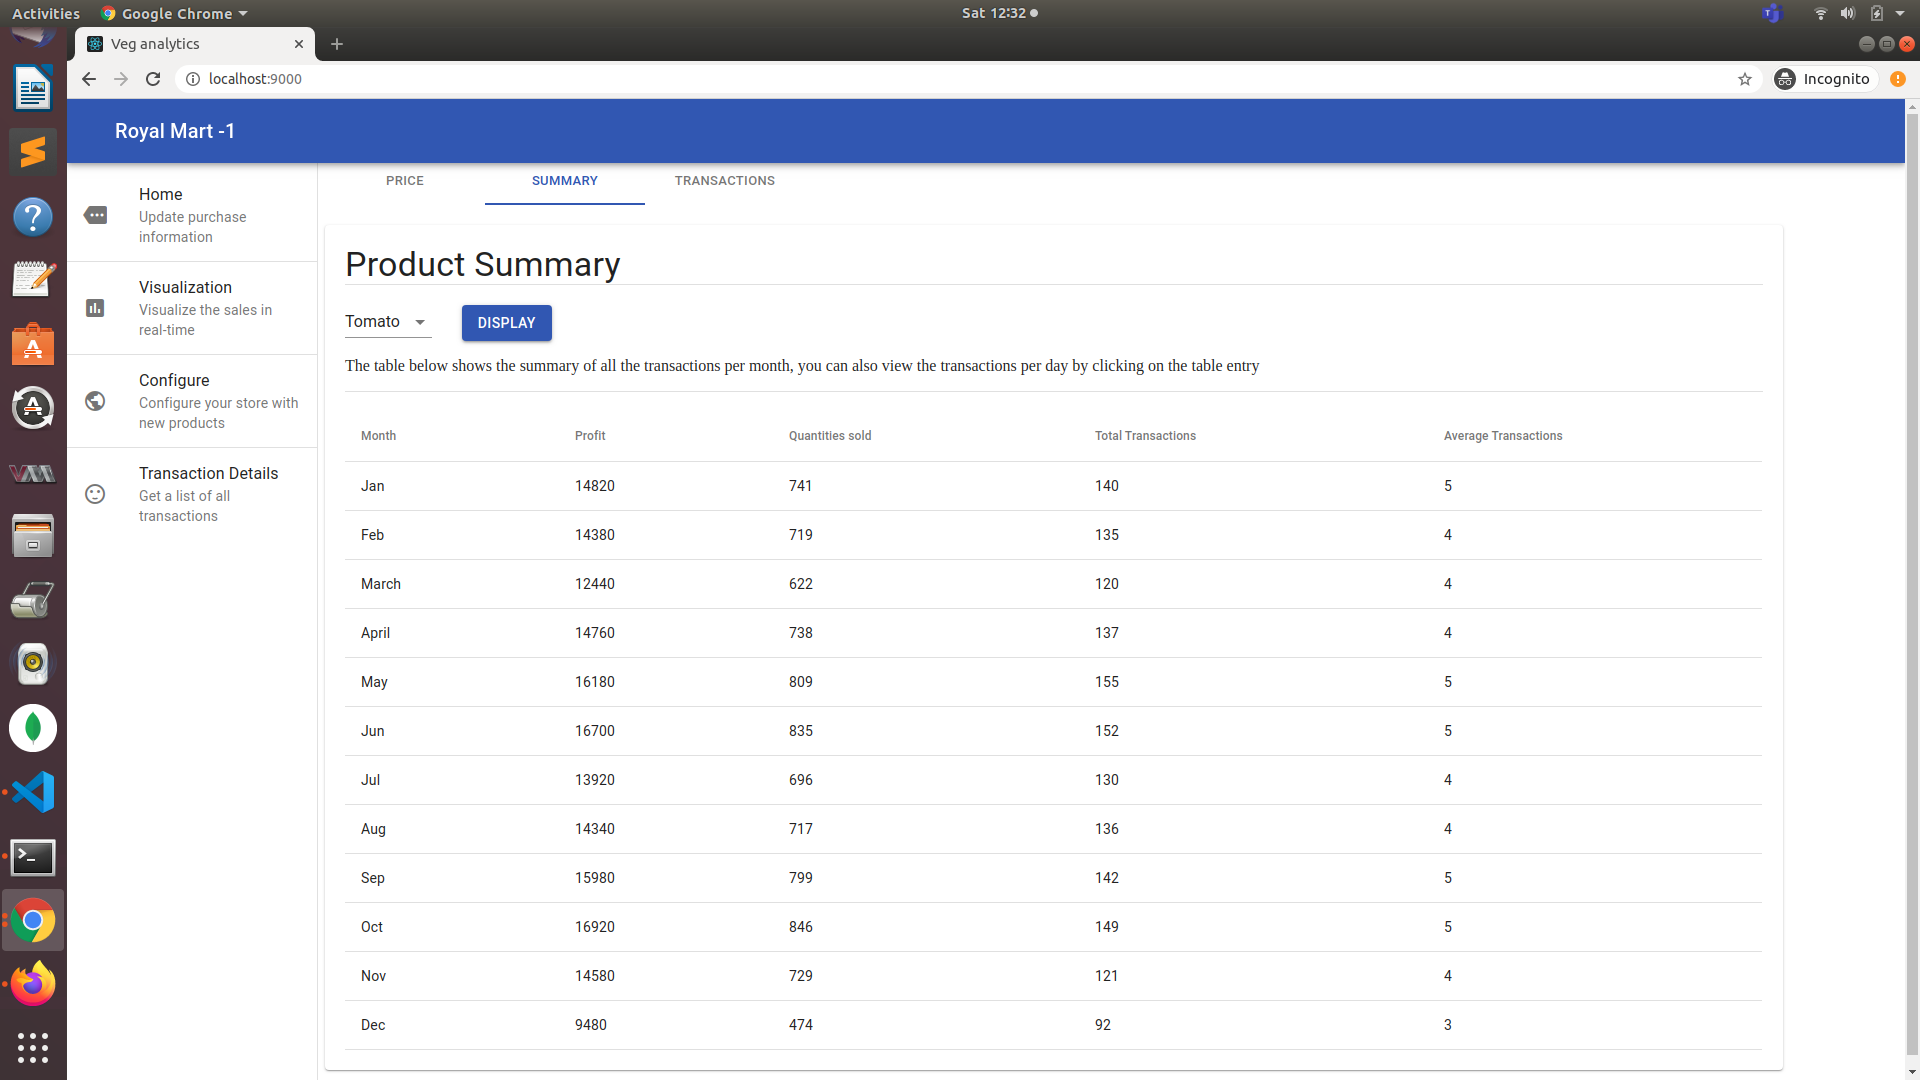 Activities Google Chrome Sat 12:32
Veg analytics
localhost:9000 Incognito
Royal Mart -1
Home
Update purchase
information
Visualization
Visualize the sales in
real-time
Configure
Configure your store with
new products
Transaction Details
Get a list of all
transactions
PRICE SUMMARY TRANSACTIONS
Product Summary
Tomato DISPLAY
The table below shows the summary of all the transactions per month, you can also view the transactions per day by clicking on the table entry
Month Profit Quantities sold Total Transactions Average Transactions
Jan 14820 741 140 5
Feb 14380 719 135 4
March 12440 622 120 4
April 14760 738 137 4
May 16180 809 155 5
Jun 16700 835 152 5
Jul 13920 696 130 4
Aug 14340 717 136 4
Sep 15980 799 142 5
Oct 16920 846 149 5
Nov 14580 729 121 4
Dec 9480 474 92 3